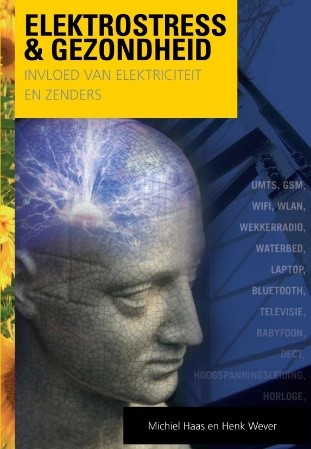 ELEKTROSTRESS
& GEZONDHEID
INVLOED VAN ELEKTRICITEIT
EN ZENDERS
UMTS, GSM,
WIFI, WLAN,
WEKKERRADIO,
WATERBED,
LAPTOP,
BLUETOOTH,
TELEVISIE,
BABYFOON,
DECT,
HOOGSPANNINGSLEIDING,
HORLOGE,
Michiel Haas en Henk Wever